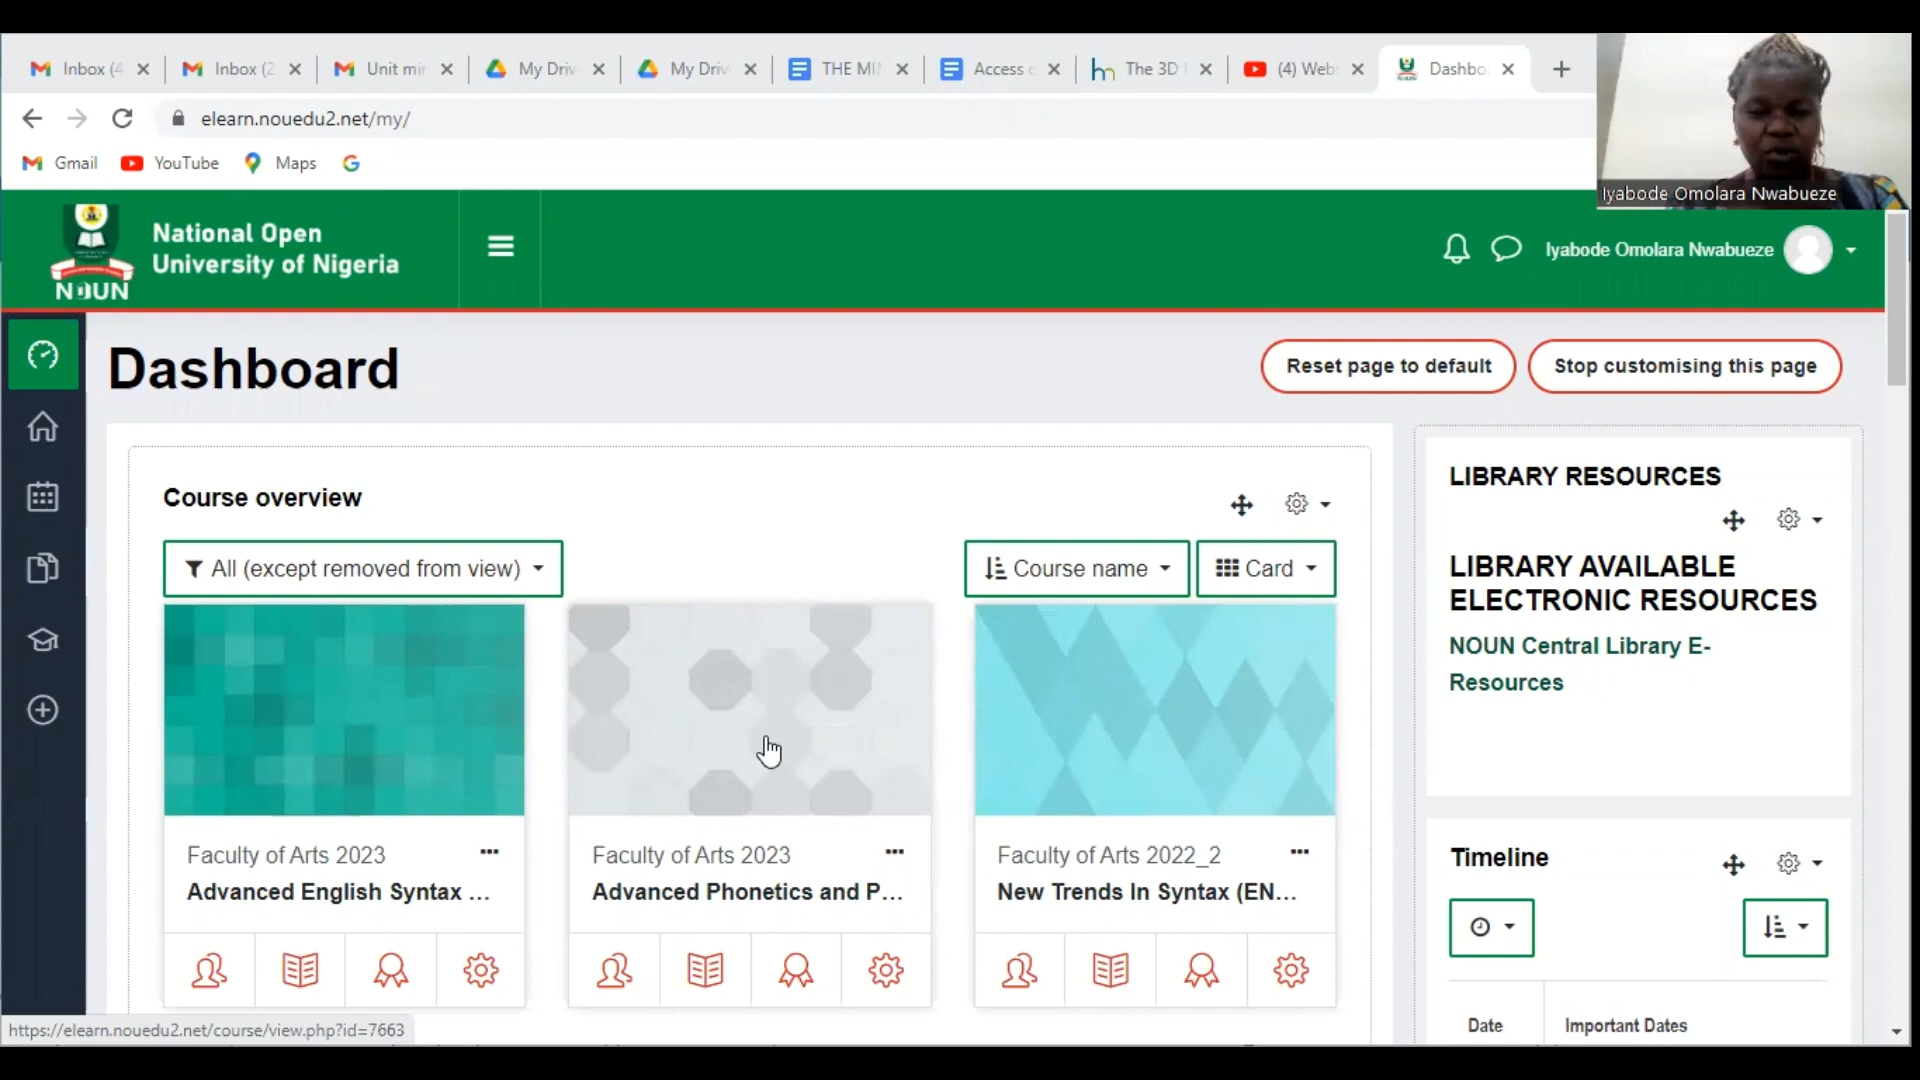 Inbox (4
Inbox (2
Unit mir
My Driv
My Driv
THE MI
Access c
The 3D
(4) Web
Dashbo
elearn.nouedu2.net/my/
Gmail
YouTube
Maps
Iyabode Omolara Nwabueze
National Open
University of Nigeria
NOUN
Iyabode Omolara Nwabueze
Dashboard
Reset page to default
Stop customising this page
Course overview
All (except removed from view)
Course name
Card
Faculty of Arts 2023
Advanced English Syntax ...
Faculty of Arts 2023
Advanced Phonetics and P...
Faculty of Arts 2022_2
New Trends In Syntax (EN...
LIBRARY RESOURCES
LIBRARY AVAILABLE
ELECTRONIC RESOURCES
NOUN Central Library E-
Resources
Timeline
Date
Important Dates
https://elearn.nouedu2.net/course/view.php?id=7663